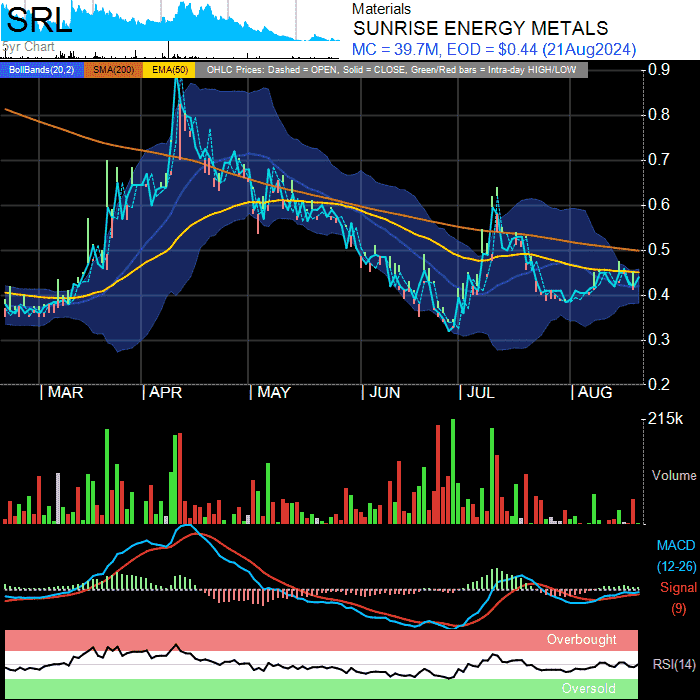 SRL
5yr Chart
Materials
SUNRISE ENERGY METALS
MC = 39.7M, EOD = $0.44 (21Aug2024)
BollBands(20,2) SMA(200) EMA(50) OHLC Prices: Dashed = OPEN, Solid = CLOSE, Green/Red bars = Intra-day HIGH/LOW
0.9
0.8
0.7
0.6
0.5
0.4
0.3
0.2
MAR APR MAY JUN JUL AUG
215k
Volume
MACD
(12-26)
Signal
(9)
Overbought
RSI(14)
Oversold